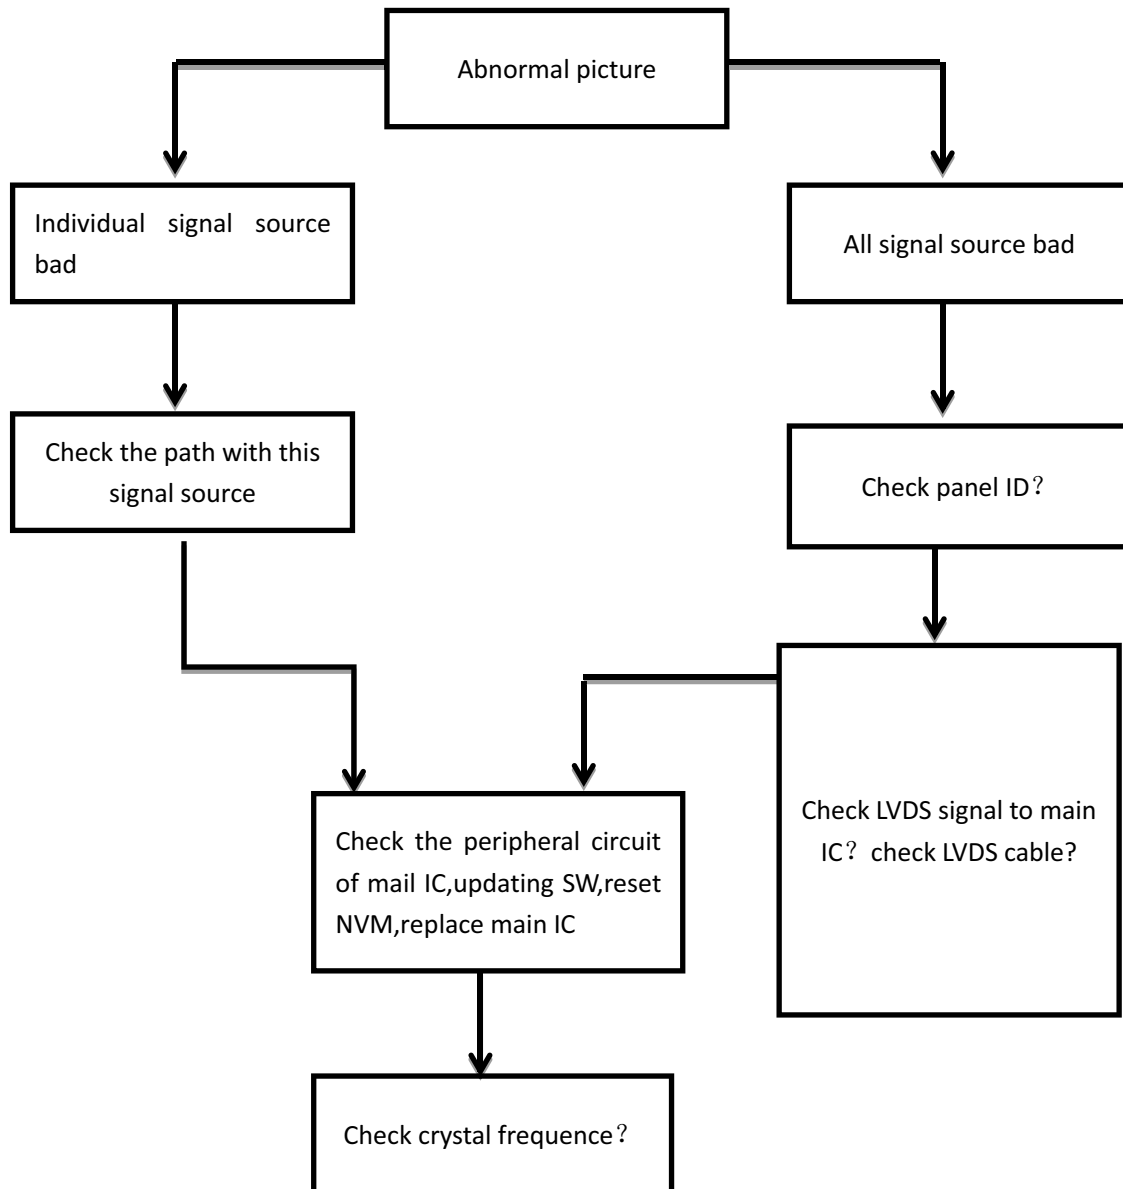 Abnormal picture
Individual signal source
bad
All signal source bad
Check the path with this
signal source
Check panel ID？
Check LVDS signal to main
IC？check LVDS cable?
Check the peripheral circuit
of mail IC,updating SW,reset
NVM,replace main IC
Check crystal frequence？